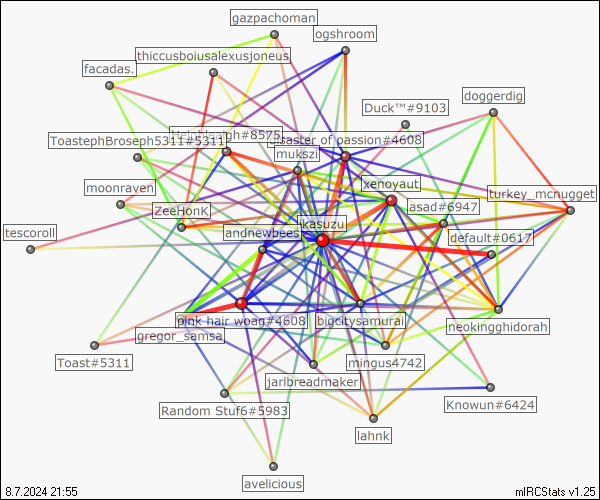 gazpachoman
ogshroom
thiccusboiusalexusjoneus
facadas.
doggerdig
Duck™#9103
#8575
disaster of passion#4608
ToastephBroseph5311#5311
mukszi
xenoyaut
moonraven
turkey_mcnugget
asad#6947
ZeeHonK
kasuzu
tescoroll
andnewbees
default#0617
pink hair woag#4608
bigcitysamurai
neokingghidorah
gregor_samsa
Toast#5311
mingus4742
jarlbreadmaker
Random Stuf6#5983
Knowun#6424
lahnk
avelicious
8.7.2024 21:55
mIRCStats v1.25